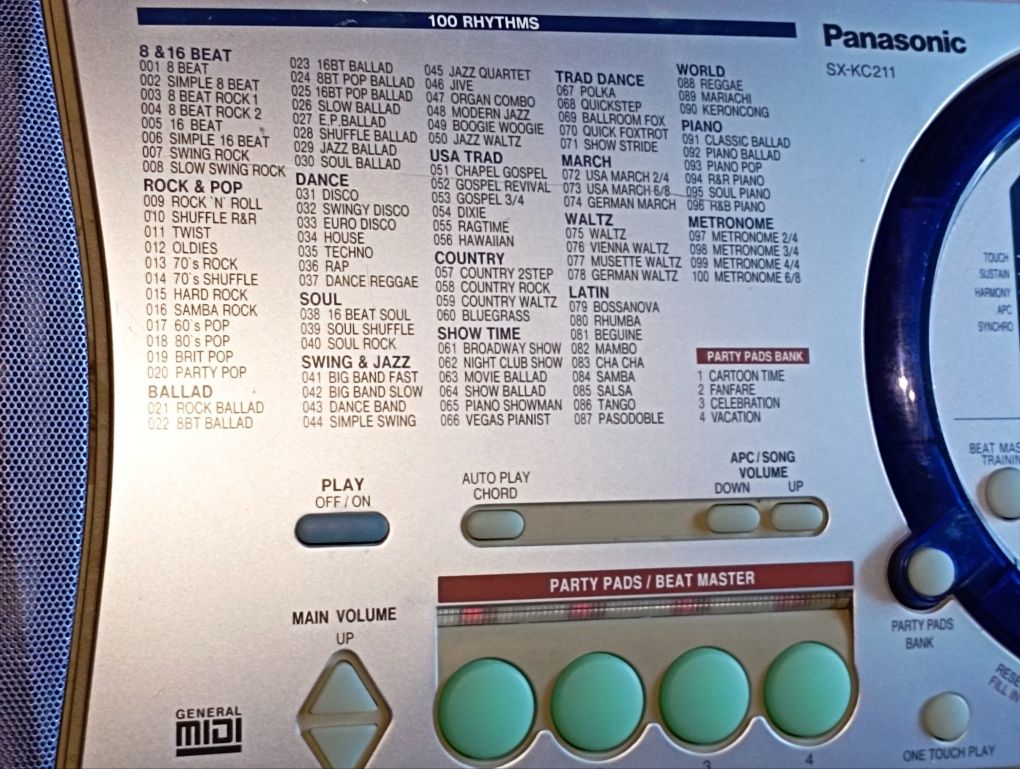 100 RHYTHMS
Panasonic
SX-KC211
8 & 16 BEAT
001 8 BEAT
002 SIMPLE 8 BEAT
003 8 BEAT ROCK 1
004 8 BEAT ROCK 2
005 16 BEAT
006 SIMPLE 16 BEAT
007 SWING ROCK
008 SLOW SWING ROCK
ROCK & POP
009 ROCK `N´ ROLL
010 SHUFFLE R&R
011 TWIST
012 OLDIES
013 70´s ROCK
014 70´s SHUFFLE
015 HARD ROCK
016 SAMBA ROCK
017 60´s POP
018 80´s POP
019 BRIT POP
020 PARTY POP
BALLAD
021 ROCK BALLAD
022 8BT BALLAD
023 16BT BALLAD
024 8BT POP BALLAD
025 16BT POP BALLAD
026 SLOW BALLAD
027 E.P.BALLAD
028 SHUFFLE BALLAD
029 JAZZ BALLAD
030 SOUL BALLAD
DANCE
031 DISCO
032 SWINGY DISCO
033 EURO DISCO
034 HOUSE
035 TECHNO
036 RAP
037 DANCE REGGAE
SOUL
038 16 BEAT SOUL
039 SOUL SHUFFLE
040 SOUL ROCK
SWING & JAZZ
041 BIG BAND FAST
042 BIG BAND SLOW
043 DANCE BAND
044 SIMPLE SWING
045 JAZZ QUARTET
046 JIVE
047 ORGAN COMBO
048 MODERN JAZZ
049 BOOGIE WOOGIE
050 JAZZ WALTZ
USA TRAD
051 CHAPEL GOSPEL
052 GOSPEL REVIVAL
053 GOSPEL 3/4
054 DIXIE
055 RAGTIME
056 HAWAIIAN
COUNTRY
057 COUNTRY 2STEP
058 COUNTRY ROCK
059 COUNTRY WALTZ
060 BLUEGRASS
SHOW TIME
061 BROADWAY SHOW
062 NIGHT CLUB SHOW
063 MOVIE BALLAD
064 SHOW BALLAD
065 PIANO SHOWMAN
066 VEGAS PIANIST
TRAD DANCE
067 POLKA
068 QUICKSTEP
069 BALLROOM FOX
070 QUICK FOXTROT
071 SHOW STRIDE
MARCH
072 USA MARCH 2/4
073 USA MARCH 6/8
074 GERMAN MARCH
WALTZ
075 WALTZ
076 VIENNA WALTZ
077 MUSETTE WALTZ
078 GERMAN WALTZ
LATIN
079 BOSSANOVA
080 RHUMBA
081 BEGUINE
082 MAMBO
083 CHA CHA
084 SAMBA
085 SALSA
086 TANGO
087 PASODOBLE
WORLD
088 REGGAE
089 MARIACHI
090 KERONCONG
PIANO
091 CLASSIC BALLAD
092 PIANO BALLAD
093 PIANO POP
094 R&R PIANO
095 SOUL PIANO
096 R&B PIANO
METRONOME
097 METRONOME 2/4
098 METRONOME 3/4
099 METRONOME 4/4
100 METRONOME 6/8
PARTY PADS BANK
1 CARTOON TIME
2 FANFARE
3 CELEBRATION
4 VACATION
TOUCH
SUSTAIN
HARMONY
APC
SYNCHRO
BEAT MAS
TRAINING
PLAY
OFF / ON
AUTO PLAY
CHORD
APC / SONG
VOLUME
DOWN UP
PARTY PADS / BEAT MASTER
MAIN VOLUME
UP
GENERAL
MIDI
3 4
PARTY PADS
BANK
RESE
FILL IN
ONE TOUCH PLAY